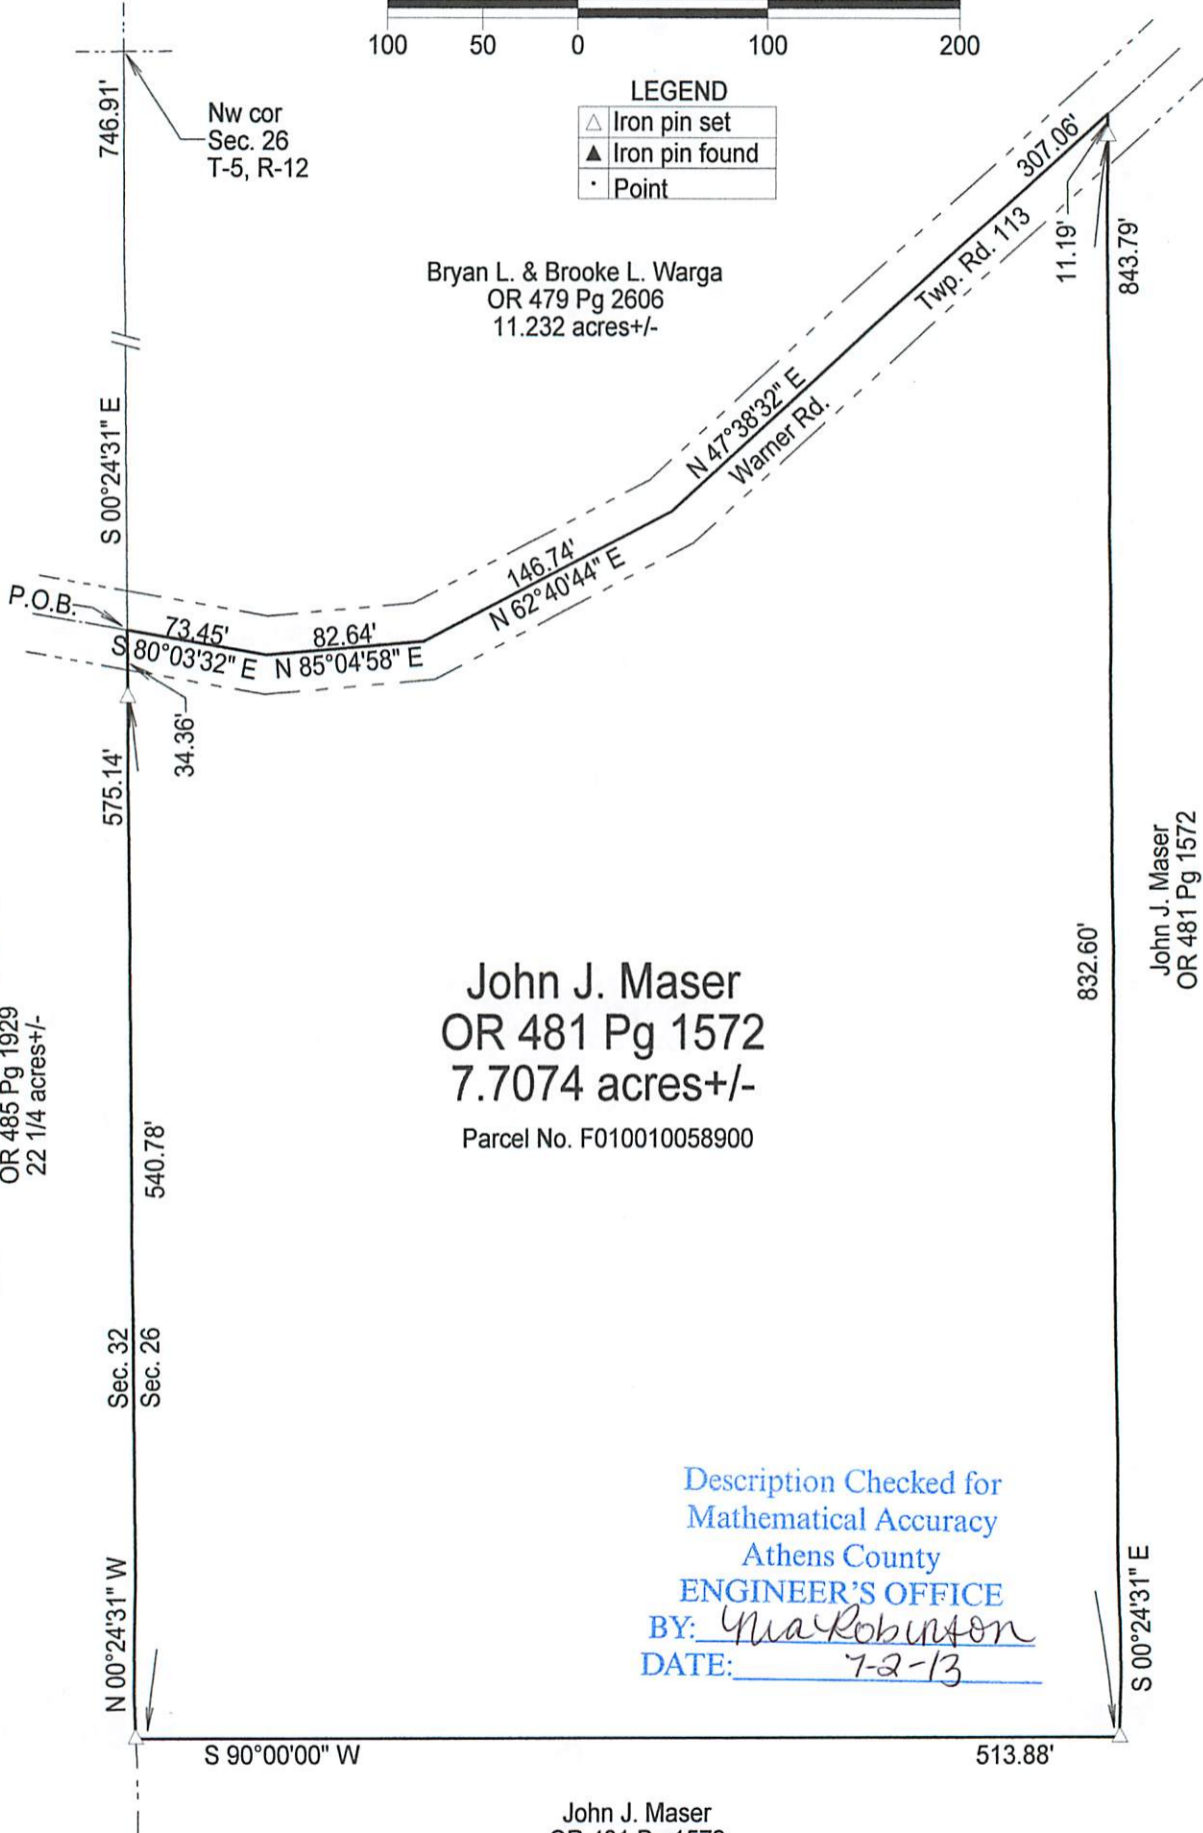 100 50 0 100 200
746.91'
Nw cor
Sec. 26
T-5, R-12
LEGEND
△ Iron pin set
▲ Iron pin found
· Point
307.06'
Twp. Rd. 113
11.19'
843.79'
Bryan L. & Brooke L. Warga
OR 479 Pg 2606
11.232 acres+/-
N 47°38'32" E
Warner Rd.
S 00°24'31" E
146.74'
N 62°40'44" E
P.O.B.
73.45'
S 80°03'32" E
82.64'
N 85°04'58" E
34.36'
575.14'
John J. Maser
OR 481 Pg 1572
832.60'
John J. Maser
OR 481 Pg 1572
7.7074 acres+/-
Parcel No. F010010058900
OR 485 Pg 1929
22 1/4 acres+/-
540.78'
Sec. 32
Sec. 26
Description Checked for
Mathematical Accuracy
Athens County
ENGINEER'S OFFICE
BY: Robinson
DATE: 7-2-13
N 00°24'31" W
S 00°24'31" E
S 90°00'00" W
513.88'
John J. Maser